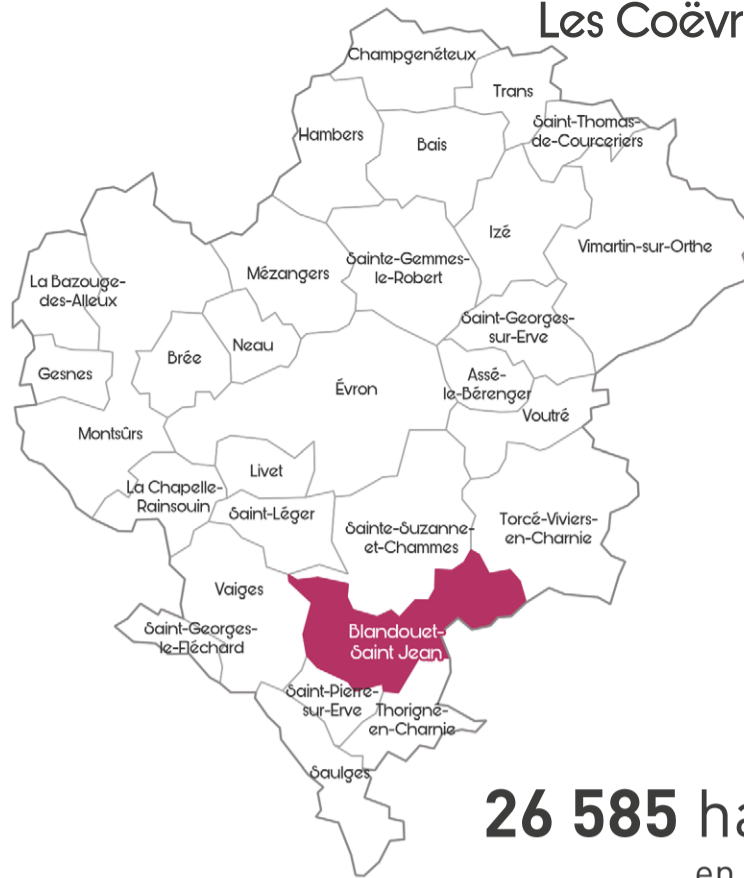 Les Coëvr
Champgenéteux
Trans
Saint-Thomas-
de-Courceriers
Hambers
Bais
Izé
Vimartin-sur-Orthe
Mézangers
Sainte-Gemmes-
le-Robert
La Bazouge-
des-Alleux
Saint-Georges-
sur-Erve
Neau
Brée
Gesnes
Évron
Assé-
le-Bérenger
Voutré
Montsûrs
Livet
La Chapelle-
Rainsouin
Saint-Léger
Sainte-Suzanne-
et-Chammes
Torcé-Viviers-
en-Charnie
Vaiges
Saint-Georges-
le-Fléchard
Blandouet-
Saint Jean
Saint-Pierre-
sur-Erve
Thorigné-
en-Charnie
Saulges
26 585 ha
en